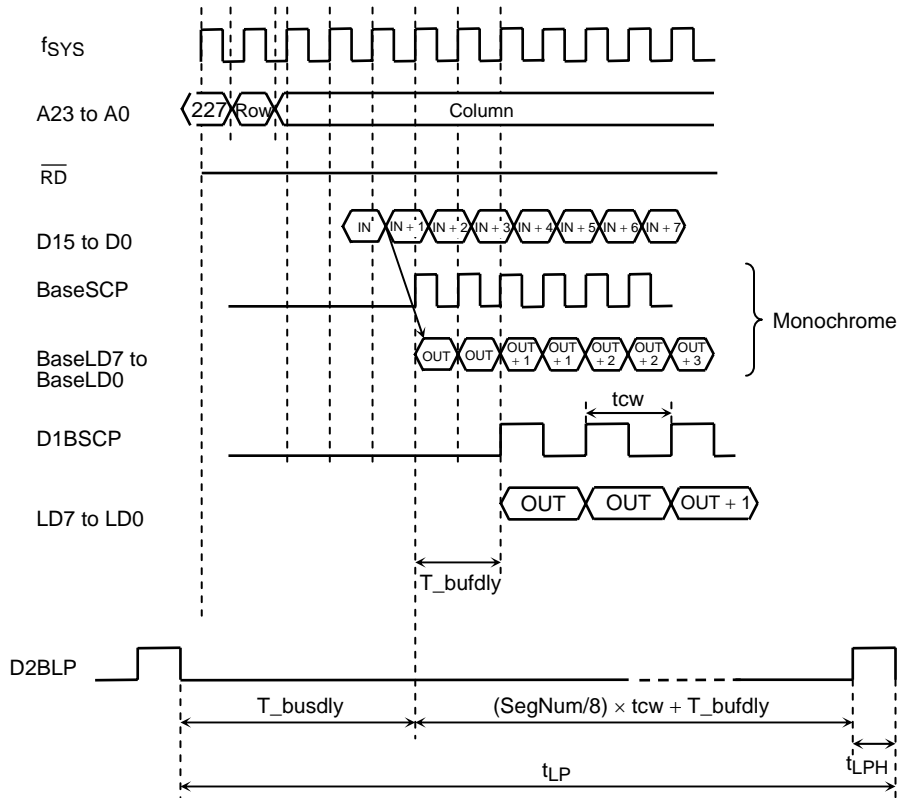 fSYS
A23 to A0
227
Row
Column
RD
D15 to D0
IN
IN + 1
IN + 2
IN + 3
IN + 4
IN + 5
IN + 6
IN + 7
BaseSCP
Monochrome
BaseLD7 to
BaseLD0
OUT
OUT
OUT
+ 1
OUT
+ 1
OUT
+ 2
OUT
+ 2
OUT
+ 3
tcw
D1BSCP
LD7 to LD0
OUT
OUT
OUT + 1
T_bufdly
D2BLP
T_busdly
(SegNum/8) × tcw + T_bufdly
tLPH
tLP